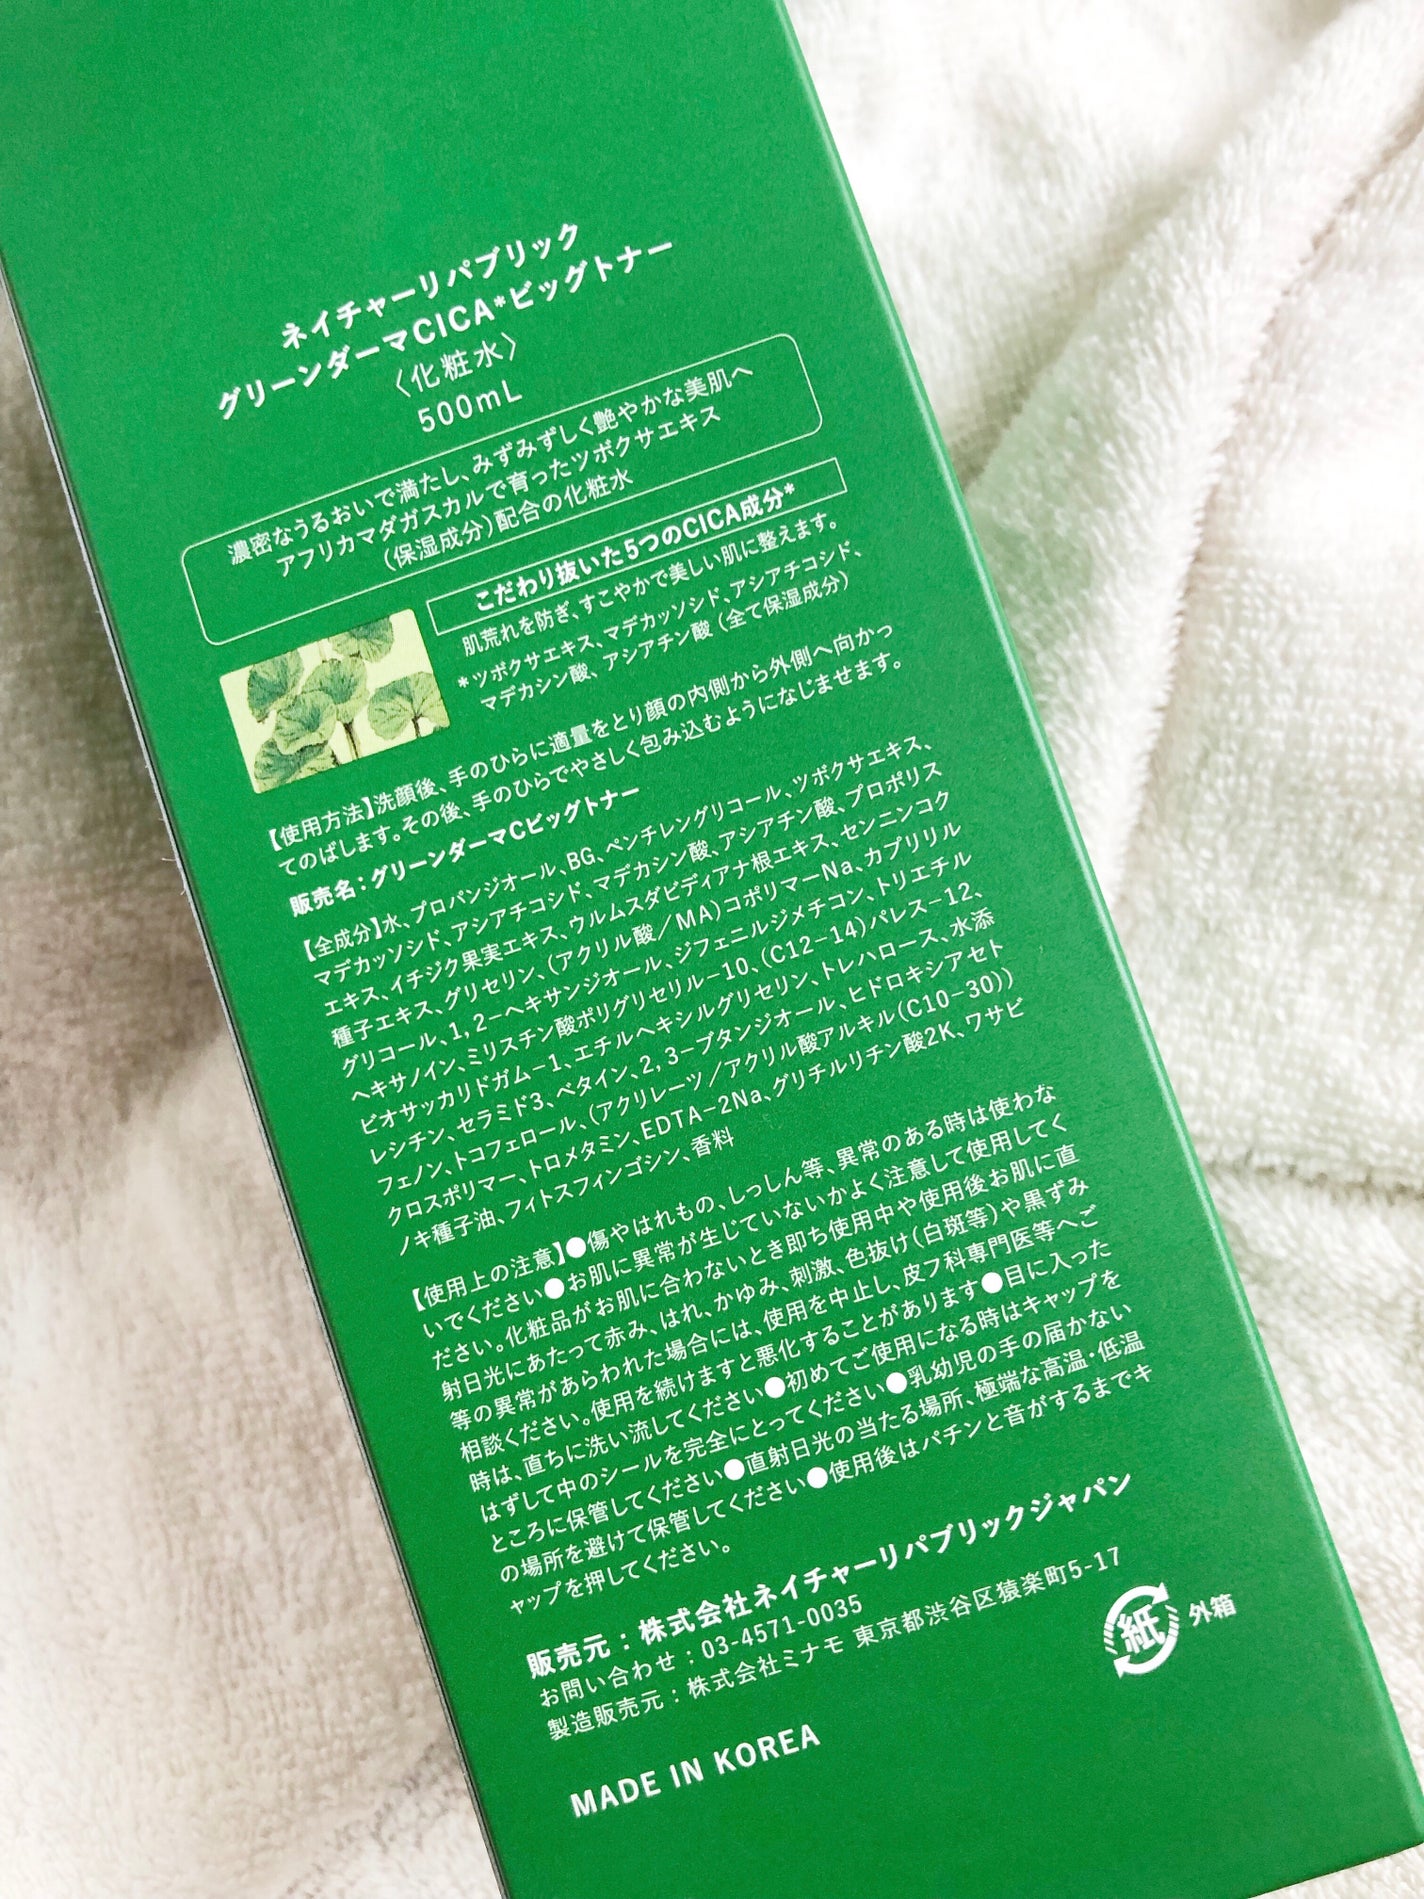 ネイチャーリパブリック
グリーンダーマCICA*ビッグトナー
〈化粧水〉
500mL
濃密なうるおいで満たし、みずみずしく艶やかな美肌へ
アフリカマダガスカルで育ったツボクサエキス
(保湿成分)配合の化粧水
こだわり抜いた5つのCICA成分*
肌荒れを防ぎ、すこやかで美しい肌に整えます。
*ツボクサエキス、マデカッソシド、アシアチコシド、
マデカシン酸、アシアチン酸 (全て保湿成分)
【使用方法】洗顔後、手のひらに適量をとり顔の内側から外側へ向かっ
てのばします。その後、手のひらでやさしく包み込むようになじませます。
販売名：グリーンダーマCビッグトナー
【全成分】水、プロパンジオール、BG、ペンチレングリコール、ツボクサエキス、
マデカッソシド、アシアチコシド、マデカシン酸、アシアチン酸、プロポリス
エキス、イチジク果実エキス、ウルムスダビディアナ根エキス、センニンコク
種子エキス、グリセリン、(アクリル酸／MA)コポリマーNa、カプリリル
グリコール、1,2-ヘキサンジオール、ジフェニルジメチコン、トリエチル
ヘキサノイン、ミリスチン酸ポリグリセリル-10、(C12-14)パレス-12、
ビオサッカリドガム-1、エチルヘキシルグリセリン、トレハロース、水添
レシチン、セラミド3、ベタイン、2,3-ブタンジオール、ヒドロキシアセト
フェノン、トコフェロール、(アクリレーツ／アクリル酸アルキル(C10-30))
クロスポリマー、トロメタミン、EDTA-2Na、グリチルリチン酸2K、ワサビ
ノキ種子油、フィトスフィンゴシン、香料
【使用上の注意】●傷やはれもの、しっしん等、異常のある時は使わな
いでください●お肌に異常が生じていないかよく注意して使用してく
ださい。化粧品がお肌に合わないとき即ち使用中や使用後お肌に直
射日光にあたって赤み、はれ、かゆみ、刺激、色抜け(白斑等)や黒ずみ
等の異常があらわれた場合には、使用を中止し、皮フ科専門医等へご
相談ください。使用を続けますと悪化することがあります●目に入った
時は、直ちに洗い流してください●初めてご使用になる時はキャップを
はずして中のシールを完全にとってください●乳幼児の手の届かない
ところに保管してください●直射日光の当たる場所、極端な高温・低温
の場所を避けて保管してください●使用後はパチンと音がするまでキ
ャップを押してください。
販売元：株式会社ネイチャーリパブリックジャパン
お問い合わせ：03-4571-0035
製造販売元：株式会社ミナモ 東京都渋谷区猿楽町5-17
紙 外箱
MADE IN KOREA